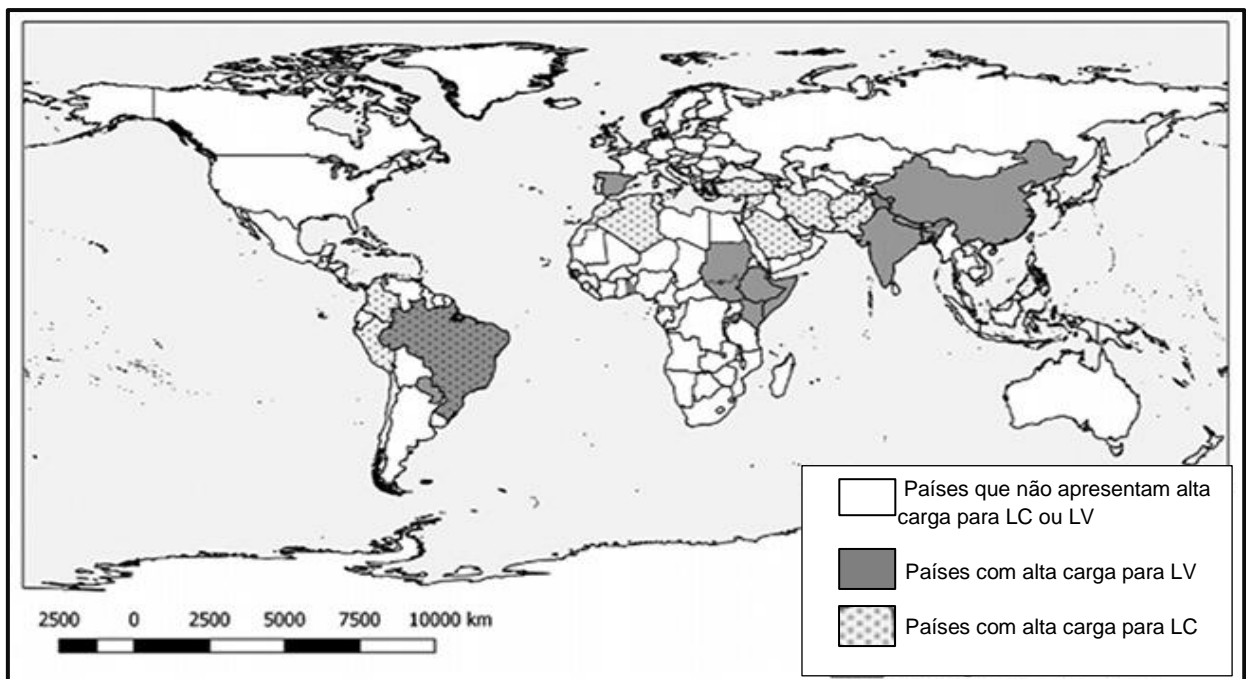 Países que não apresentam alta
carga para LC ou LV
Países com alta carga para LV
Países com alta carga para LC
2500 0 2500 5000 7500 10000 km